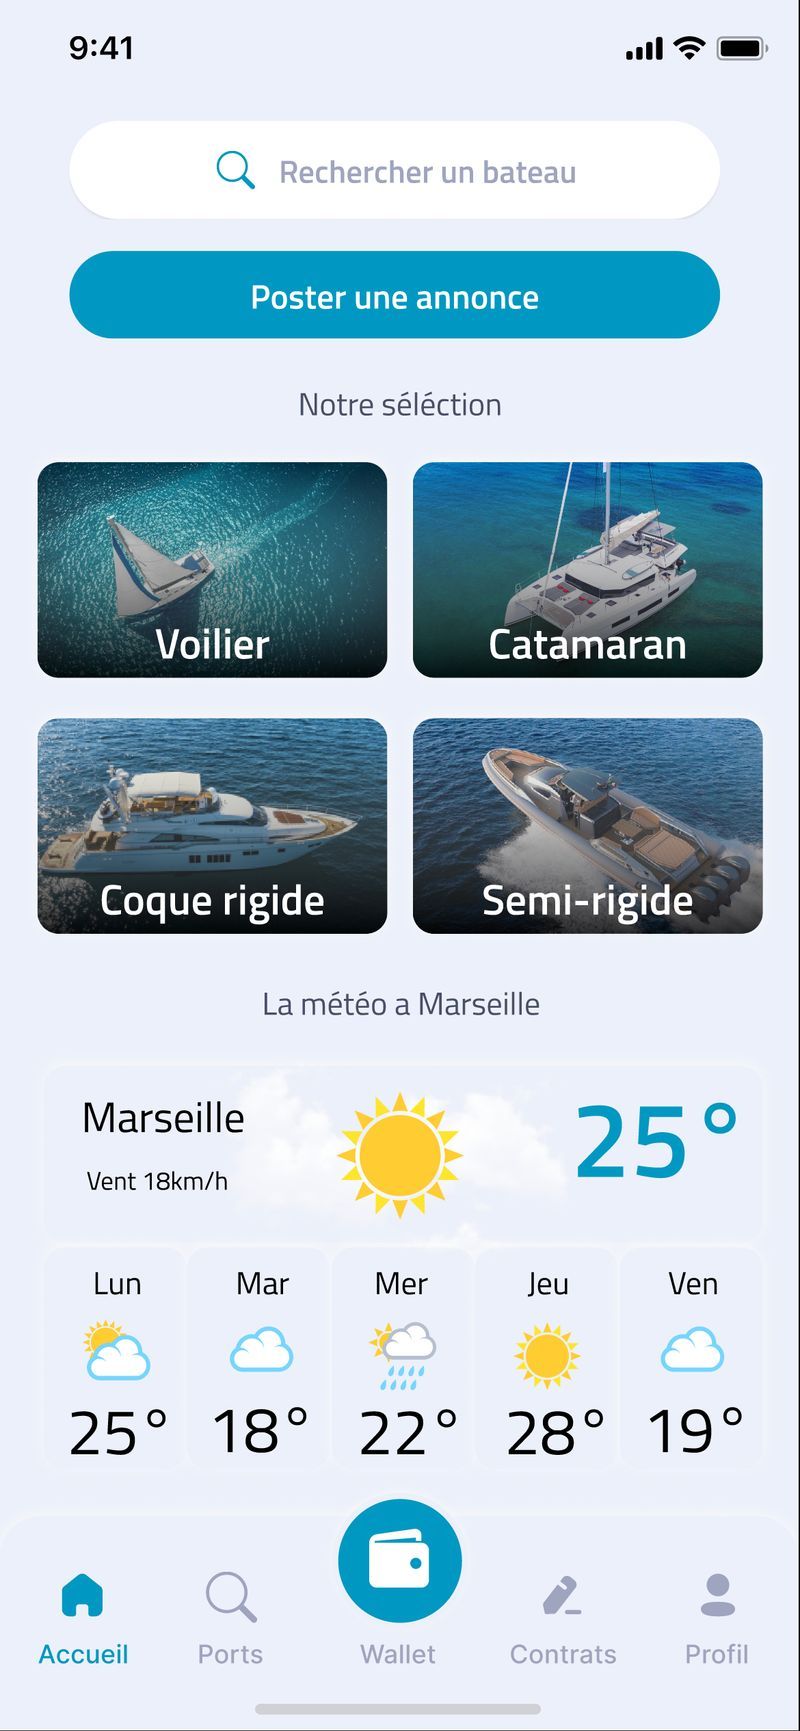 9:41
Rechercher un bateau
Poster une annonce
Notre séléction
Voilier
Catamaran
Coque rigide
Semi-rigide
La météo a Marseille
Marseille
25°
Vent 18km/h
Lun
Mar
Mer
Jeu
Ven
25°
18°
22°
28°
19°
Accueil
Ports
Wallet
Contrats
Profil